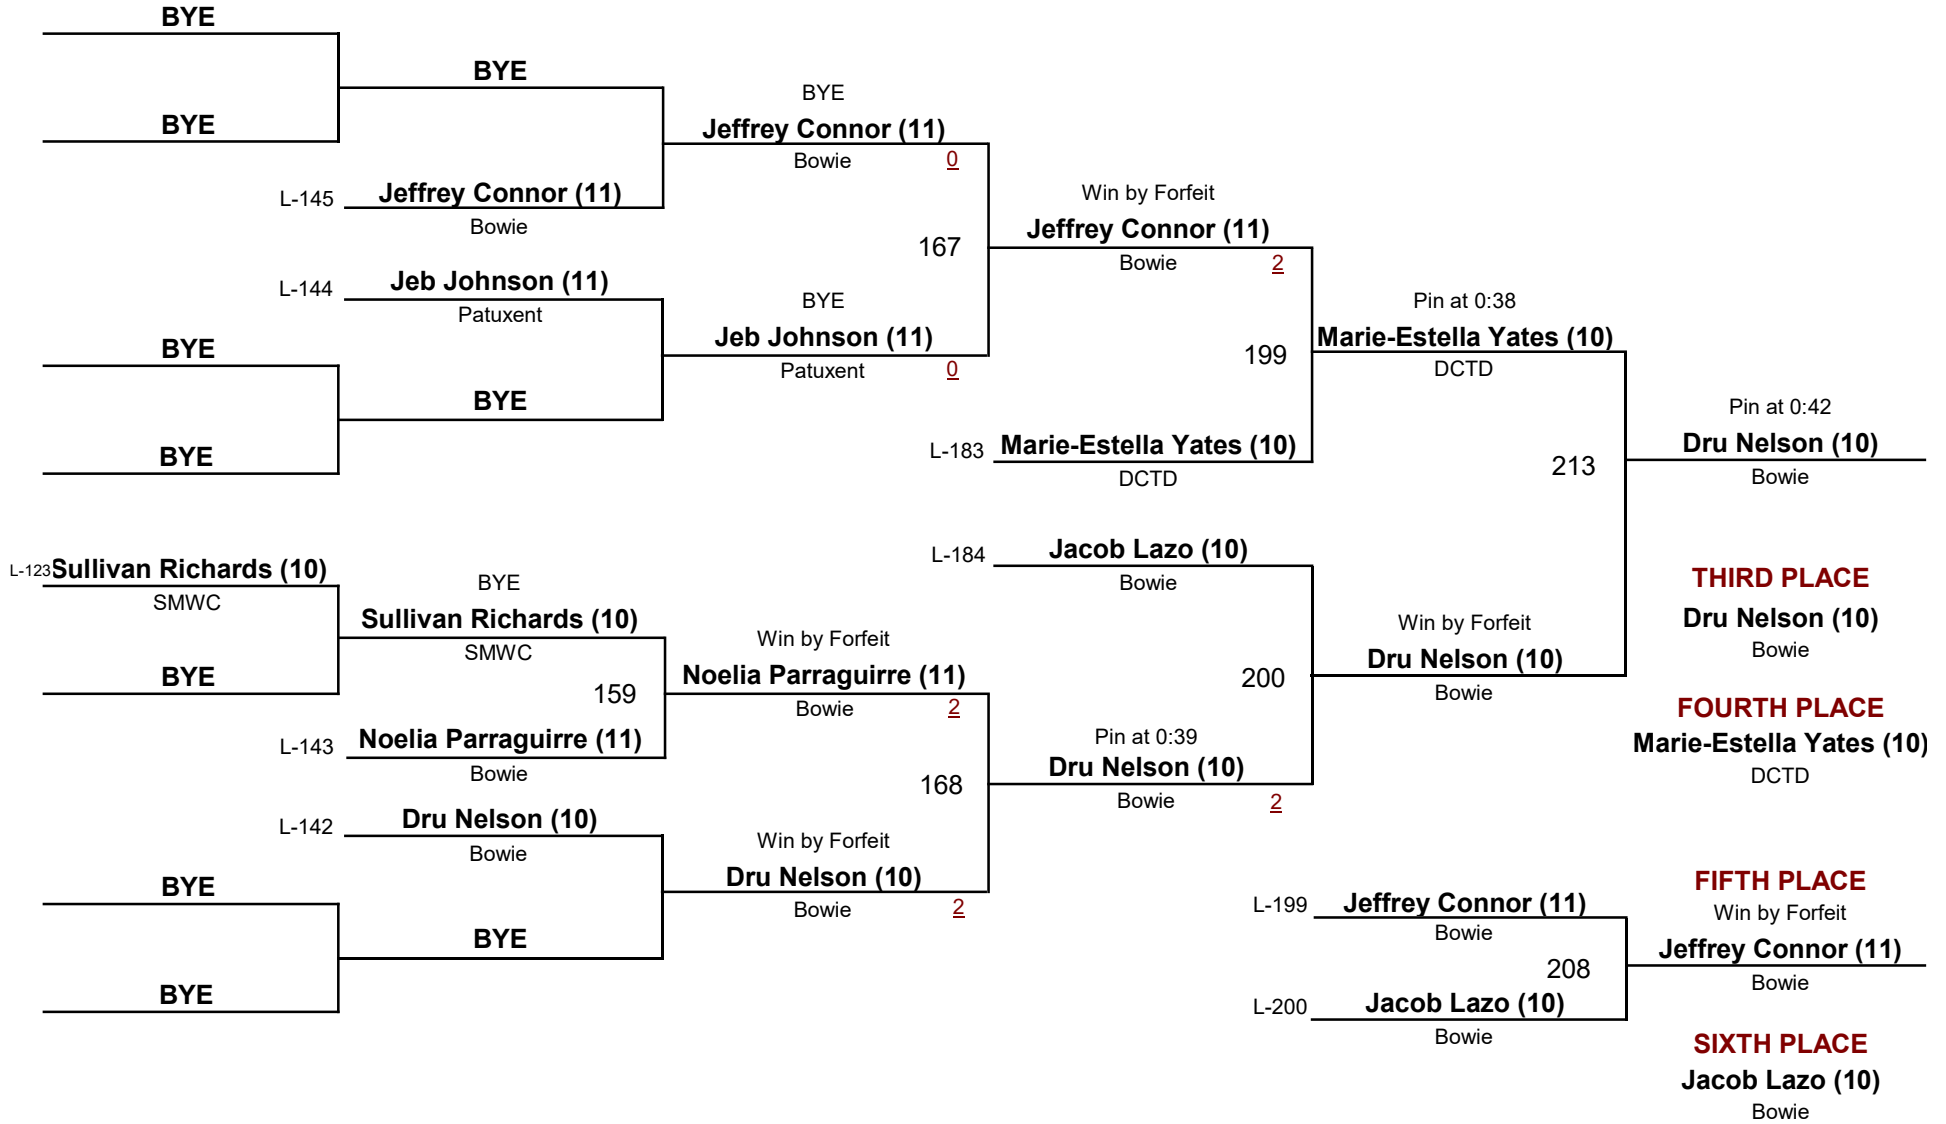 BYE
BYE
BYE
BYE
Jeffrey Connor (11)
Bowie
0
L-145
Jeffrey Connor (11)
Bowie
Win by Forfeit
Jeffrey Connor (11)
Bowie
2
167
L-144
Jeb Johnson (11)
Patuxent
BYE
Jeb Johnson (11)
Patuxent
0
BYE
BYE
BYE
Pin at 0:38
Marie-Estella Yates (10)
DCTD
199
L-183
Marie-Estella Yates (10)
DCTD
Pin at 0:42
Dru Nelson (10)
Bowie
213
L-123
Sullivan Richards (10)
SMWC
BYE
BYE
Sullivan Richards (10)
SMWC
159
L-143
Noelia Parraguirre (11)
Bowie
Win by Forfeit
Noelia Parraguirre (11)
Bowie
2
L-184
Jacob Lazo (10)
Bowie
200
Win by Forfeit
Dru Nelson (10)
Bowie
THIRD PLACE
Dru Nelson (10)
Bowie
FOURTH PLACE
Marie-Estella Yates (10)
DCTD
168
Pin at 0:39
Dru Nelson (10)
Bowie
2
L-142
Dru Nelson (10)
Bowie
Win by Forfeit
Dru Nelson (10)
Bowie
2
BYE
BYE
BYE
L-199
Jeffrey Connor (11)
Bowie
208
L-200
Jacob Lazo (10)
Bowie
FIFTH PLACE
Win by Forfeit
Jeffrey Connor (11)
Bowie
SIXTH PLACE
Jacob Lazo (10)
Bowie